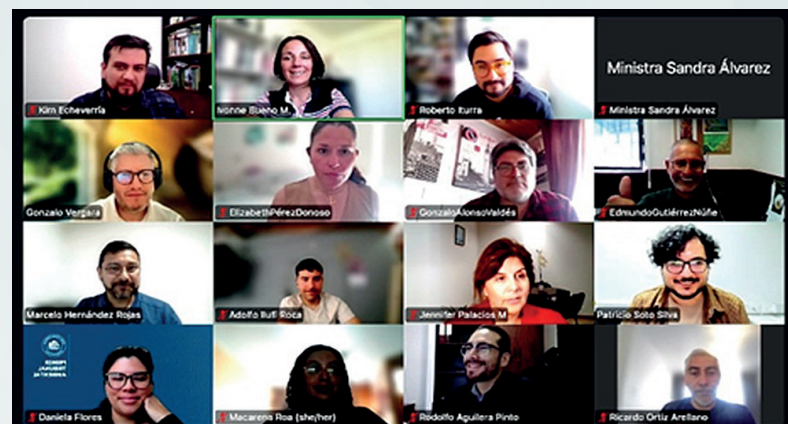 Kim Echeverría
Ivonne Bueno M.
Roberto Iturra
Ministra Sandra Álvarez
Ministra Sandra Álvarez
Gonzalo Vergara
ElizabethPérezDonoso
GonzaloAlonsoValdés
EdmundoGutiérrezNúñe
Marcelo Hernández Rojas
Adolfo Ilufi Roca
Jennifer Palacios M
Patricio Soto Silva
Daniela Flores
Macarena Roa (she/her)
Rodolfo Aguilera Pinto
Ricardo Ortiz Arellano